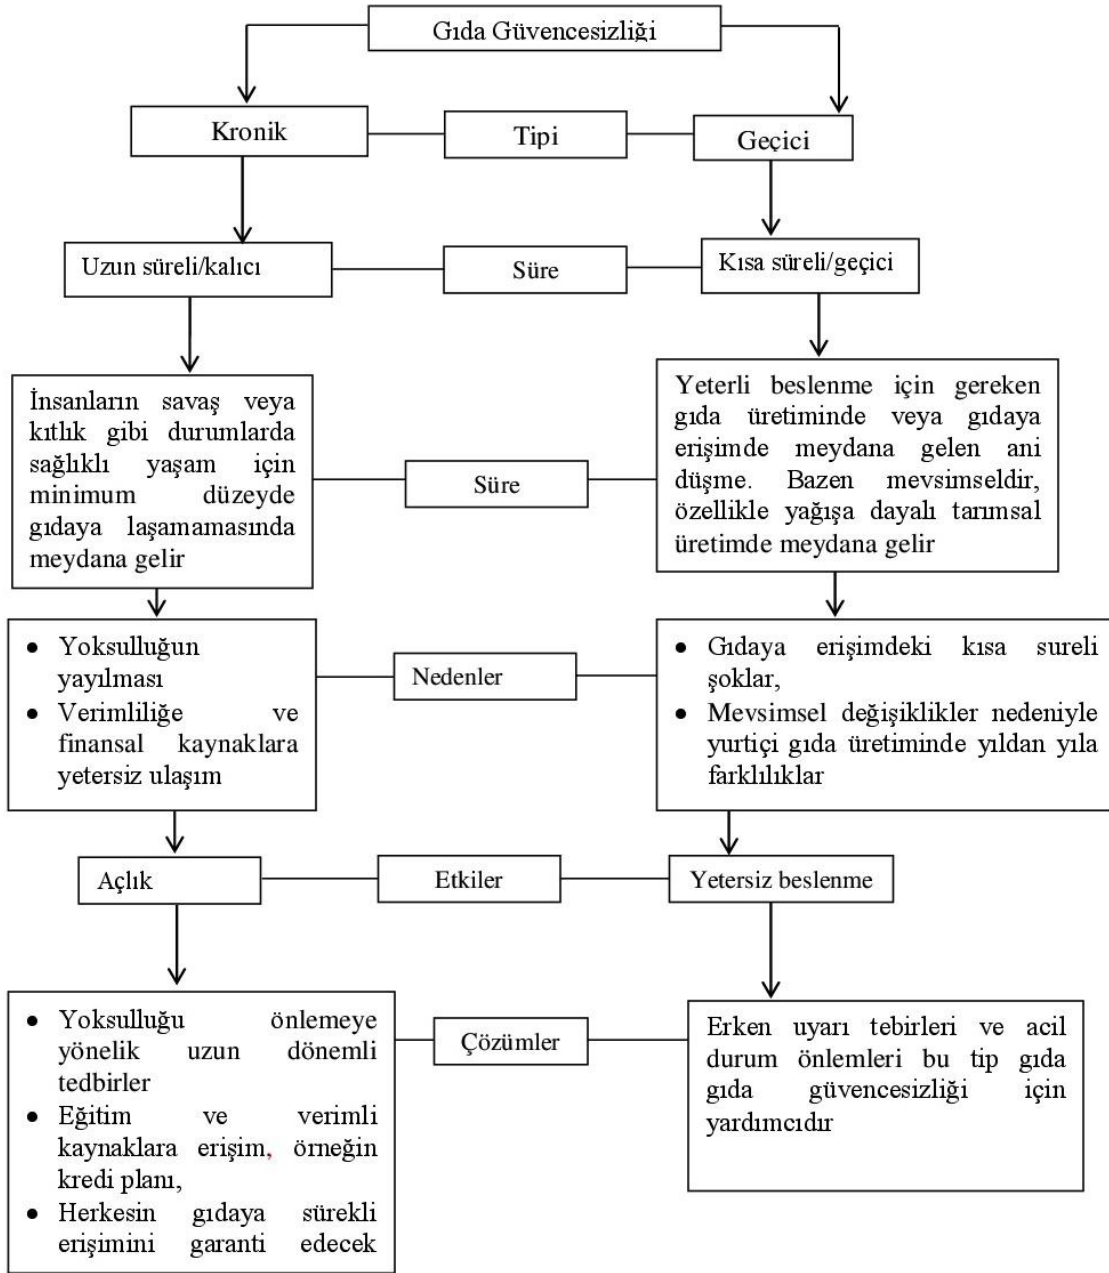 Gıda Güvencesizliği
Kronik
Tipi
Geçici
Uzun süreli/kalıcı
Süre
Kısa süreli/geçici
İnsanların savaş veya
kıtlık gibi durumlarda
sağlıklı yaşam için
minimum düzeyde
gıdaya laşamamasında
meydana gelir
Süre
Yeterli beslenme için gereken
gıda üretiminde veya gıdaya
erişimde meydana gelen ani
düşme. Bazen mevsimseldir,
özellikle yağışa dayalı tarımsal
üretimde meydana gelir
• Yoksulluğun
yayılması
• Verimliliğe ve
finansal kaynaklara
yetersiz ulaşım
Nedenler
• Gıdaya erişimdeki kısa sureli
şoklar,
• Mevsimsel değişiklikler nedeniyle
yurtiçi gıda üretiminde yıldan yıla
farklılıklar
Açlık
Etkiler
Yetersiz beslenme
• Yoksulluğu önlemeye
yönelik uzun dönemli
tedbirler
• Eğitim ve verimli
kaynaklara erişim, örneğin
kredi planı,
• Herkesin gıdaya sürekli
erişimini garanti edecek
Çözümler
Erken uyarı tebirleri ve acil
durum önlemleri bu tip gıda
gıda güvencesizliği için
yardımcıdır